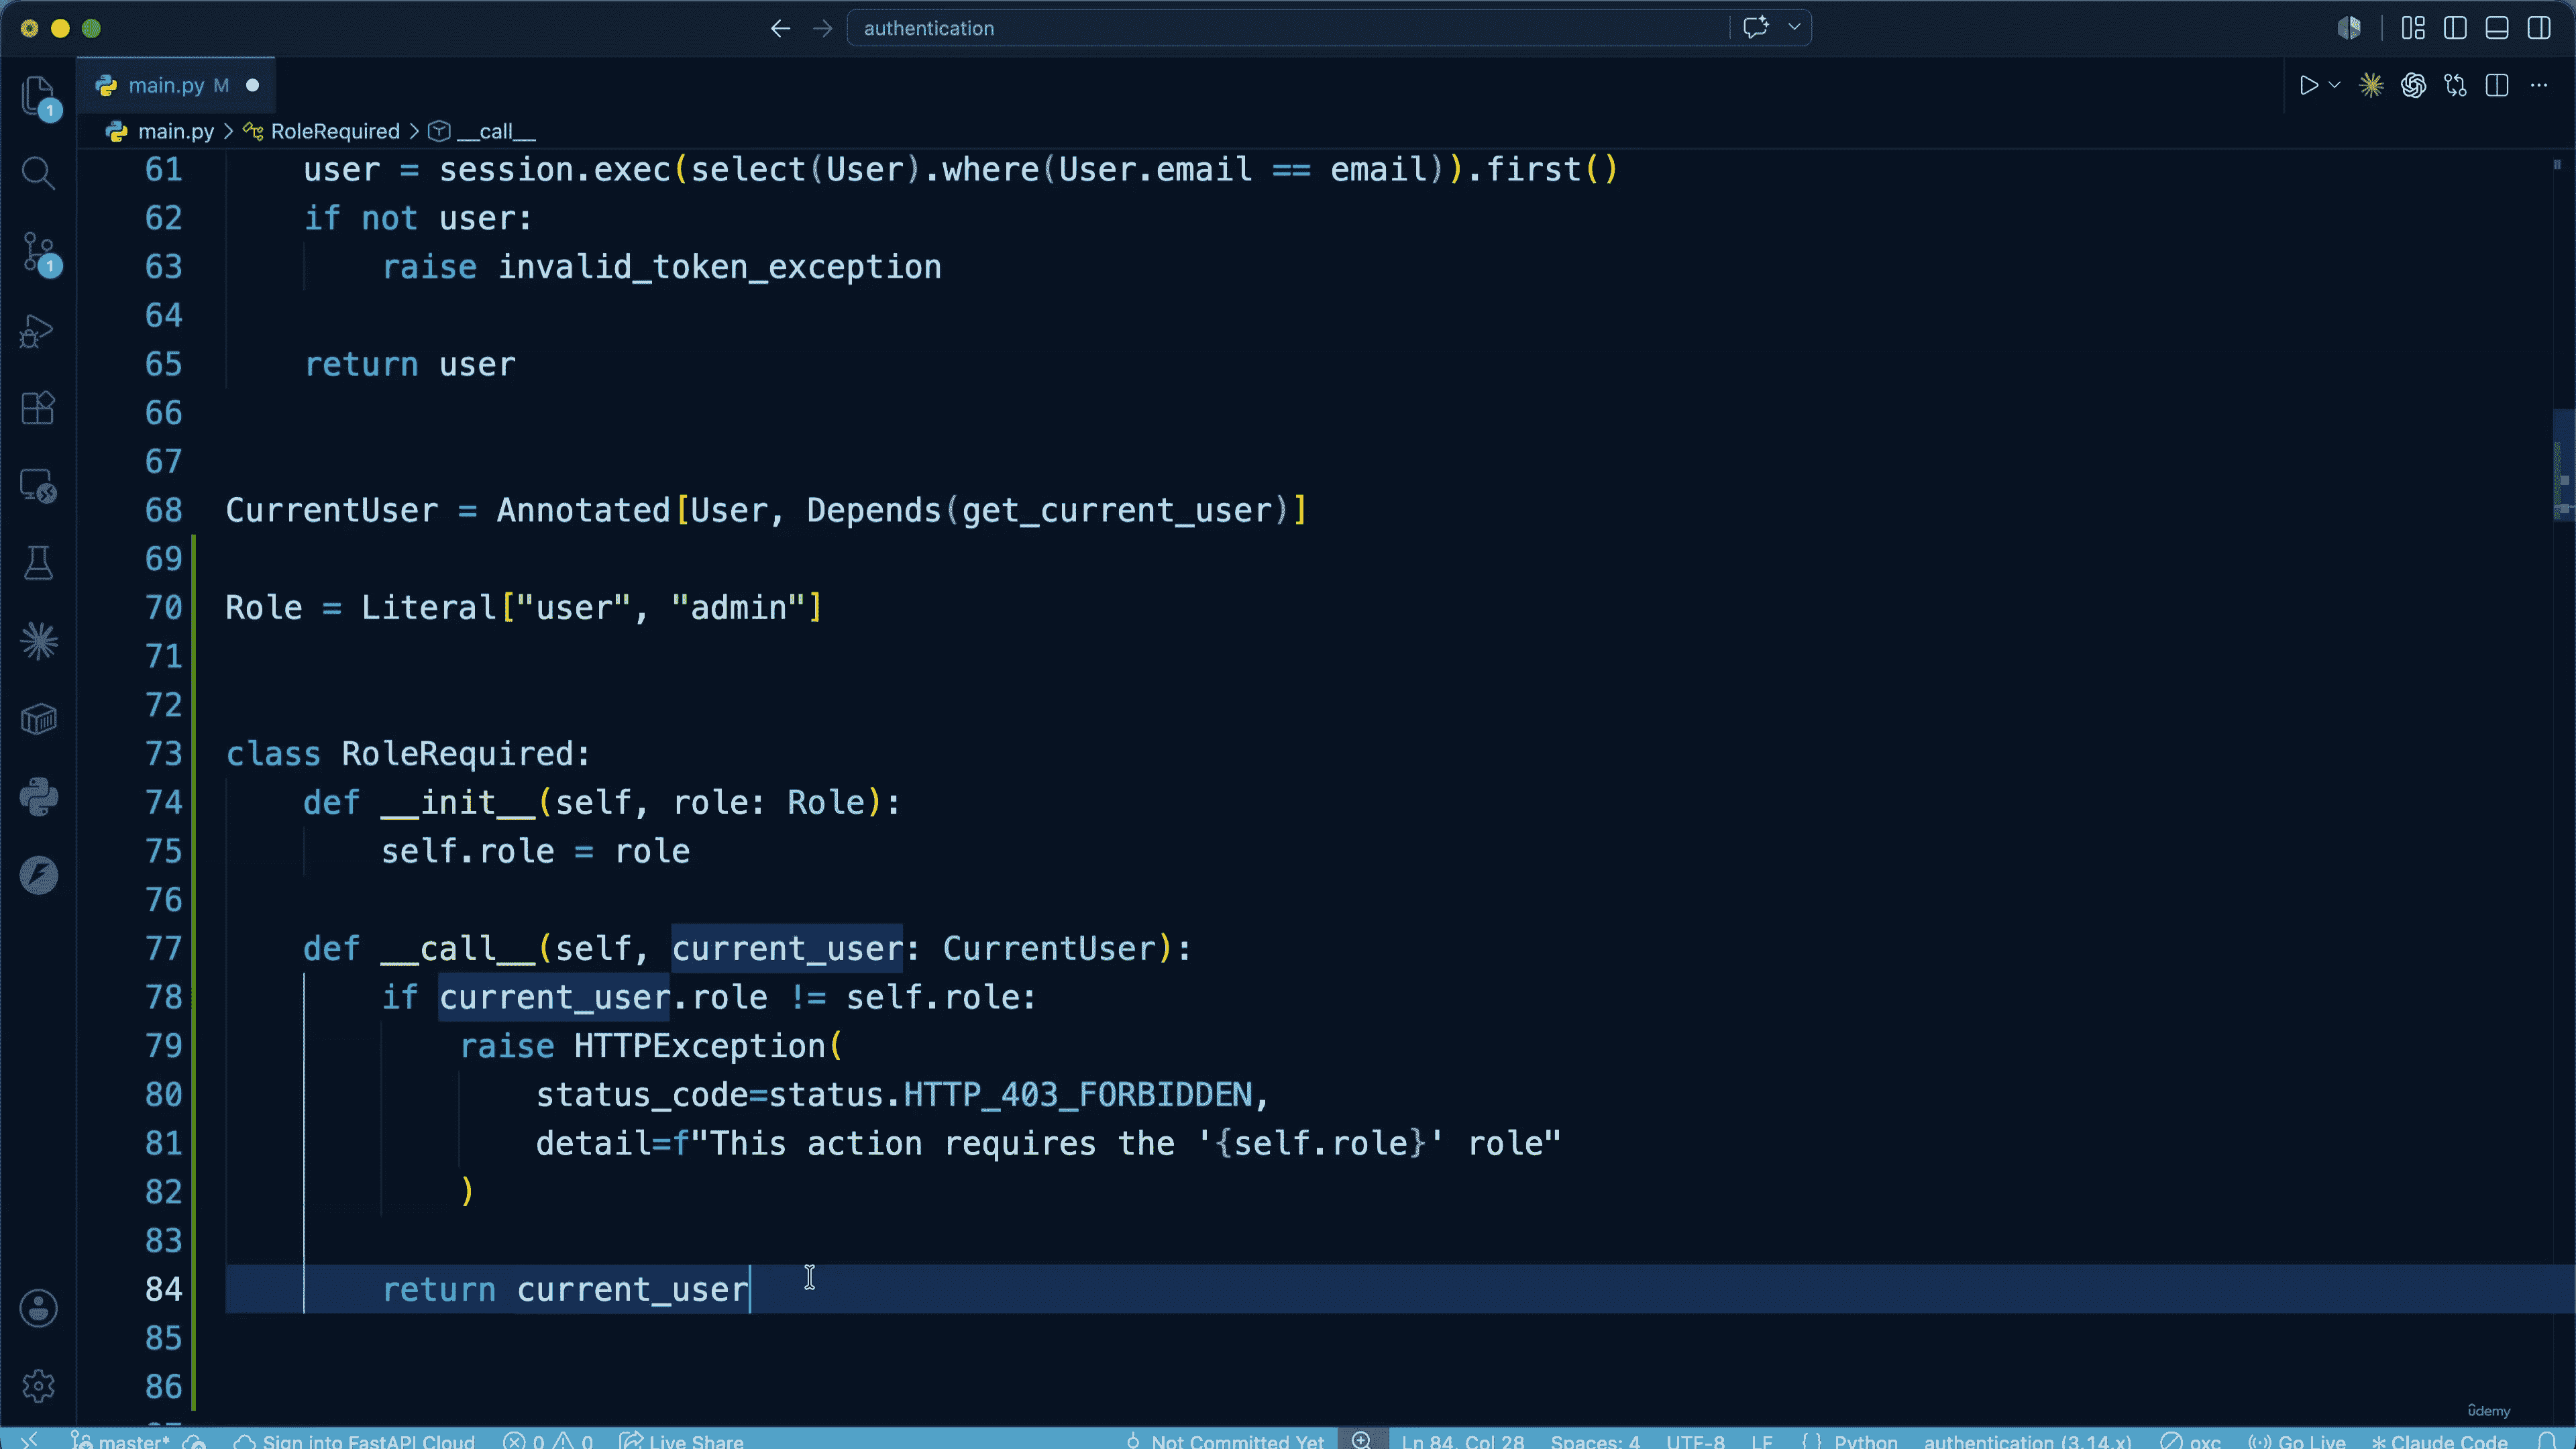 authentication
main.py M
main.py > RoleRequired > __call__
1
1
61 user = session.exec(select(User).where(User.email == email)).first()
62 if not user:
63 raise invalid_token_exception
64
65 return user
66
67
68 CurrentUser = Annotated[User, Depends(get_current_user)]
69
70 Role = Literal["user", "admin"]
71
72
73 class RoleRequired:
74 def __init__(self, role: Role):
75 self.role = role
76
77 def __call__(self, current_user: CurrentUser):
78 if current_user.role != self.role:
79 raise HTTPException(
80 status_code=status.HTTP_403_FORBIDDEN,
81 detail=f"This action requires the '{self.role}' role"
82 )
83
84 return current_user
85
86
ûdemy
master* Sign into FastAPI Cloud 0 0 Live Share Not Committed Yet Ln 84, Col 28 Spaces: 4 UTF-8 LF { } Python authentication (3.14.x) oxc Go Live Claude Code